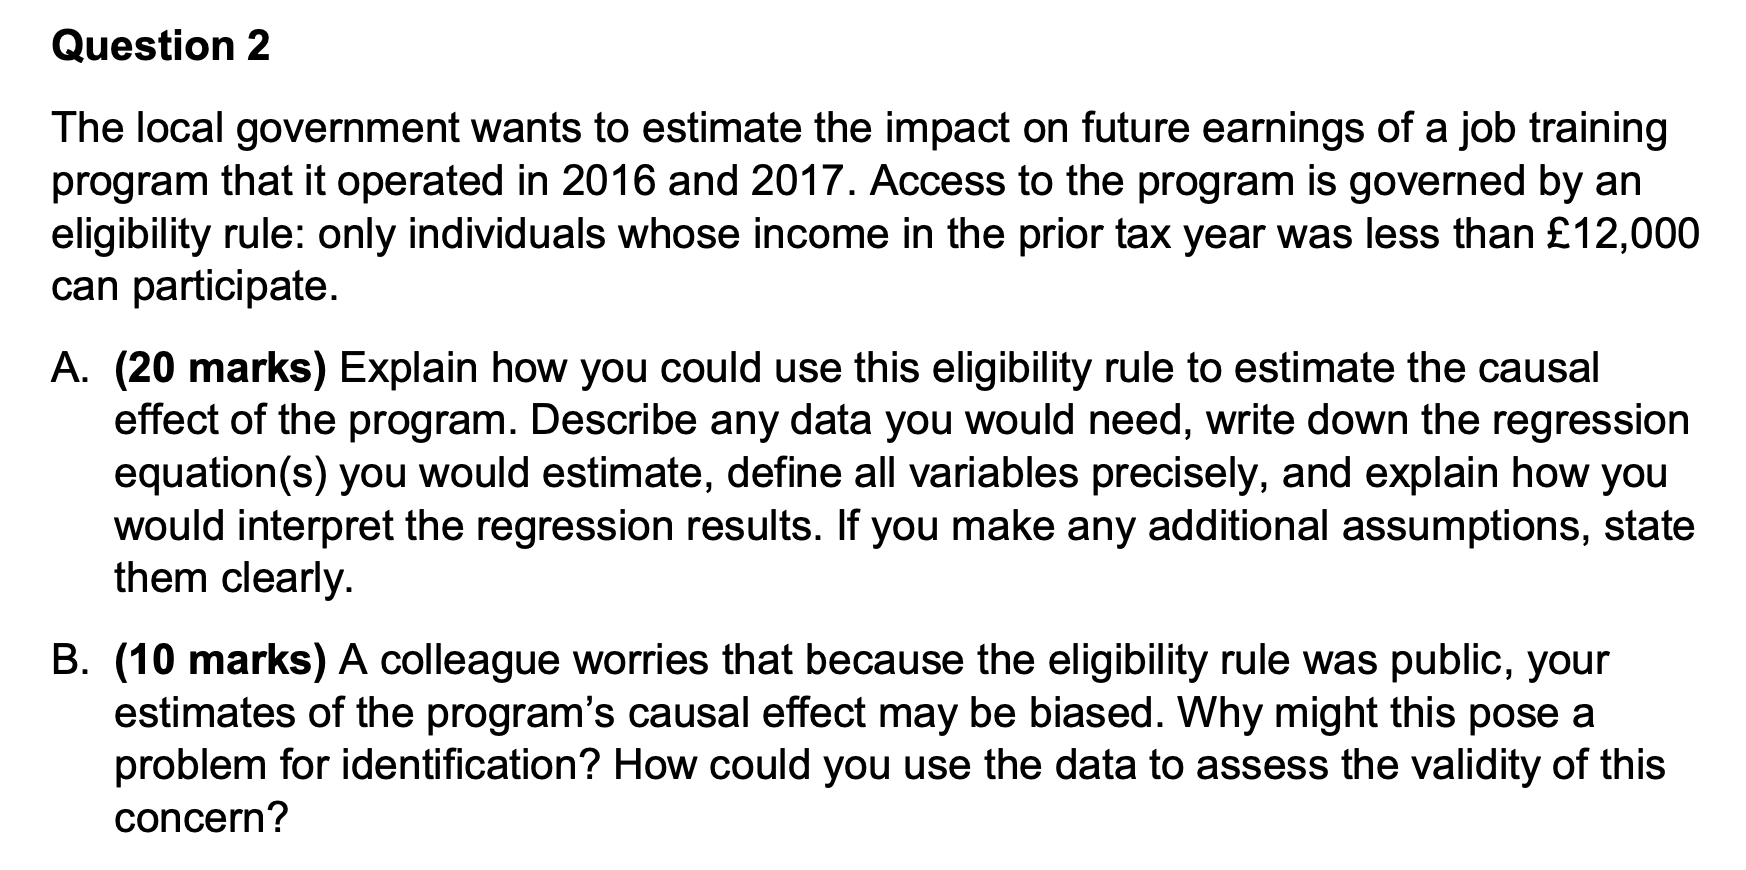 Question 2
The local government wants to estimate the impact on future earnings of a job training
program that it operated in 2016 and 2017. Access to the program is governed by an
eligibility rule: only individuals whose income in the prior tax year was less than £12,000
can participate.
A. (20 marks) Explain how you could use this eligibility rule to estimate the causal
effect of the program. Describe any data you would need, write down the regression
equation(s) you would estimate, define all variables precisely, and explain how you
would interpret the regression results. If you make any additional assumptions, state
them clearly.
B. (10 marks) A colleague worries that because the eligibility rule was public, your
estimates of the program’s causal effect may be biased. Why might this pose a
problem for identification? How could you use the data to assess the validity of this
concern?